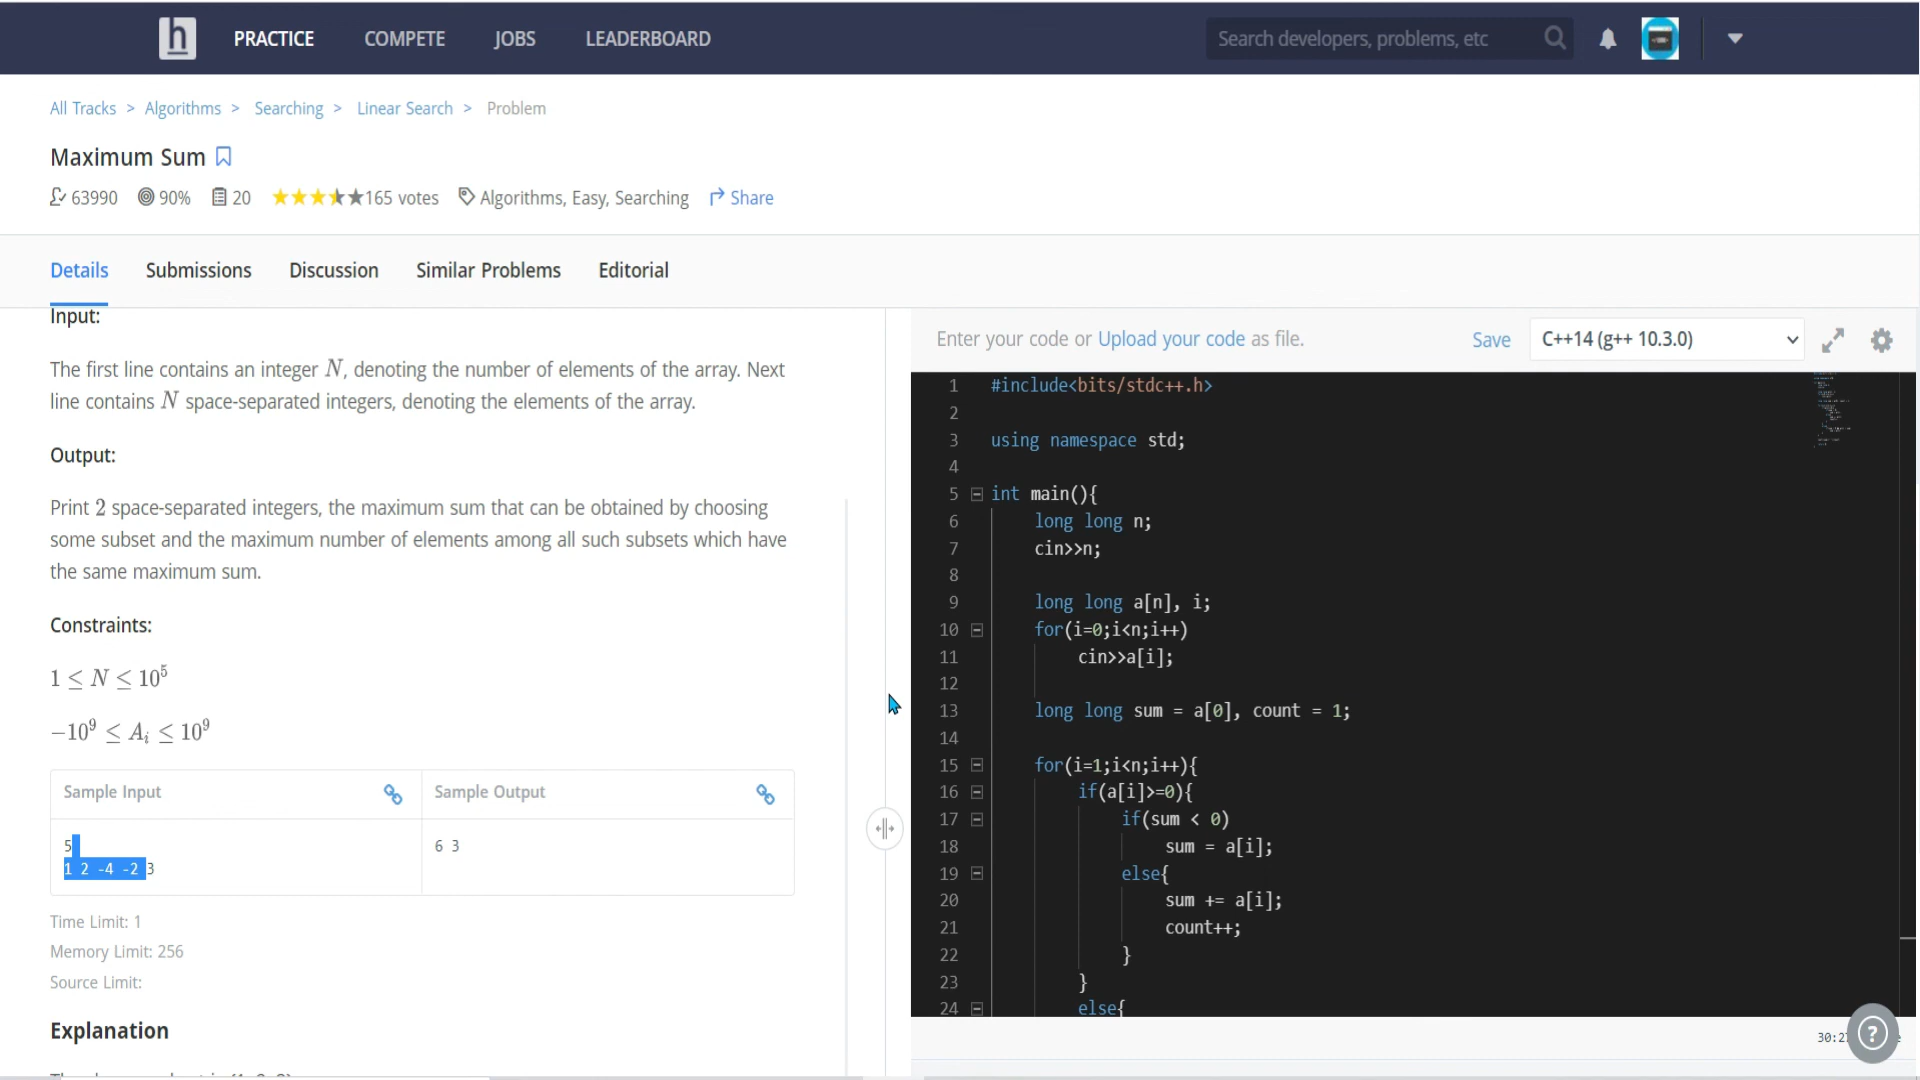 h PRACTICE COMPETE JOBS LEADERBOARD Search developers, problems, etc
All Tracks > Algorithms > Searching > Linear Search > Problem
Maximum Sum
63990 90% 20 165 votes Algorithms, Easy, Searching Share
Details Submissions Discussion Similar Problems Editorial
Input:
The first line contains an integer N, denoting the number of elements of the array. Next
line contains N space-separated integers, denoting the elements of the array.
Output:
Print 2 space-separated integers, the maximum sum that can be obtained by choosing
some subset and the maximum number of elements among all such subsets which have
the same maximum sum.
Constraints:
1 ≤ N ≤ 10⁵
−10⁹ ≤ Aᵢ ≤ 10⁹
Sample Input Sample Output
5 6 3
1 2 -4 -2 3
Time Limit: 1
Memory Limit: 256
Source Limit:
Explanation
Enter your code or Upload your code as file. Save C++14 (g++ 10.3.0)
1 #include<bits/stdc++.h>
2
3 using namespace std;
4
5 int main(){
6 long long n;
7 cin>>n;
8
9 long long a[n], i;
10 for(i=0;i<n;i++)
11 cin>>a[i];
12
13 long long sum = a[0], count = 1;
14
15 for(i=1;i<n;i++){
16 if(a[i]>=0){
17 if(sum < 0)
18 sum = a[i];
19 else{
20 sum += a[i];
21 count++;
22 }
23 }
24 else{
?